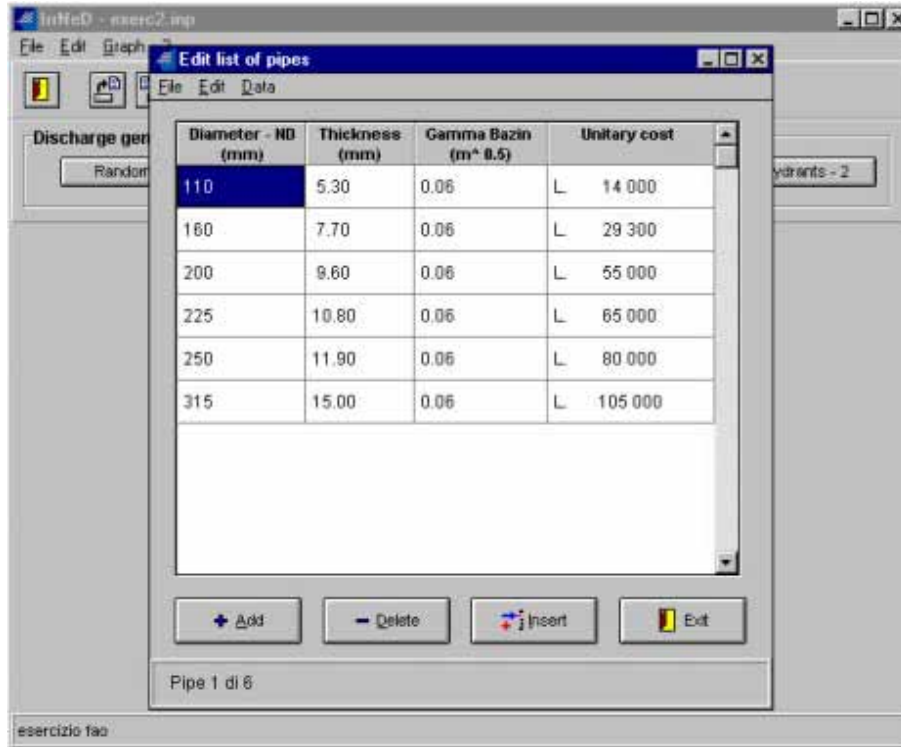 InNeD - exerc2.inp
File Edit Graph ?
Edit list of pipes
File Edit Data
Discharge gen
Random
ydrants - 2
Diameter - ND (mm) Thickness (mm) Gamma Bazin (m^ 0.5) Unitary cost
110 5.30 0.06 L. 14 000
160 7.70 0.06 L. 29 300
200 9.60 0.06 L. 55 000
225 10.80 0.06 L. 65 000
250 11.90 0.06 L. 80 000
315 15.00 0.06 L. 105 000
+ Add - Delete Insert Exit
Pipe 1 di 6
esercizio fao